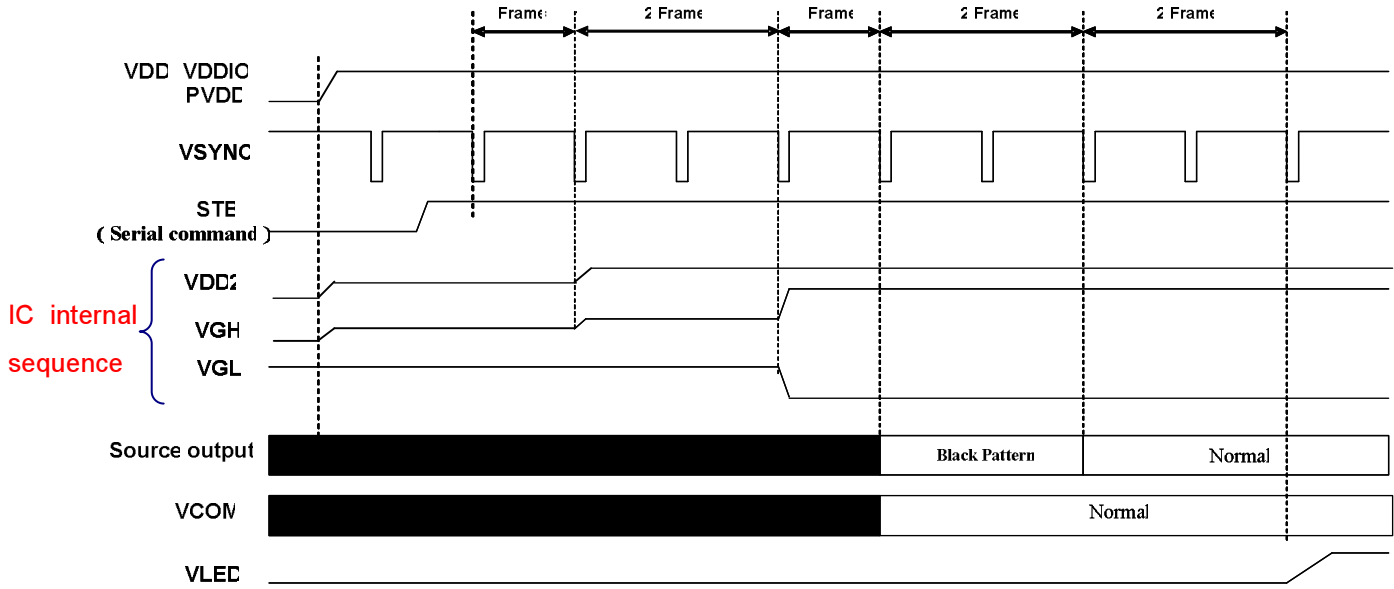 Frame 2 Frame Frame 2 Frame 2 Frame
VDD VDDIO
PVDD
VSYNC
STB
( Serial command )
VDD2
IC internal
VGH
sequence
VGL
Source output Black Pattern Normal
VCOM Normal
VLED